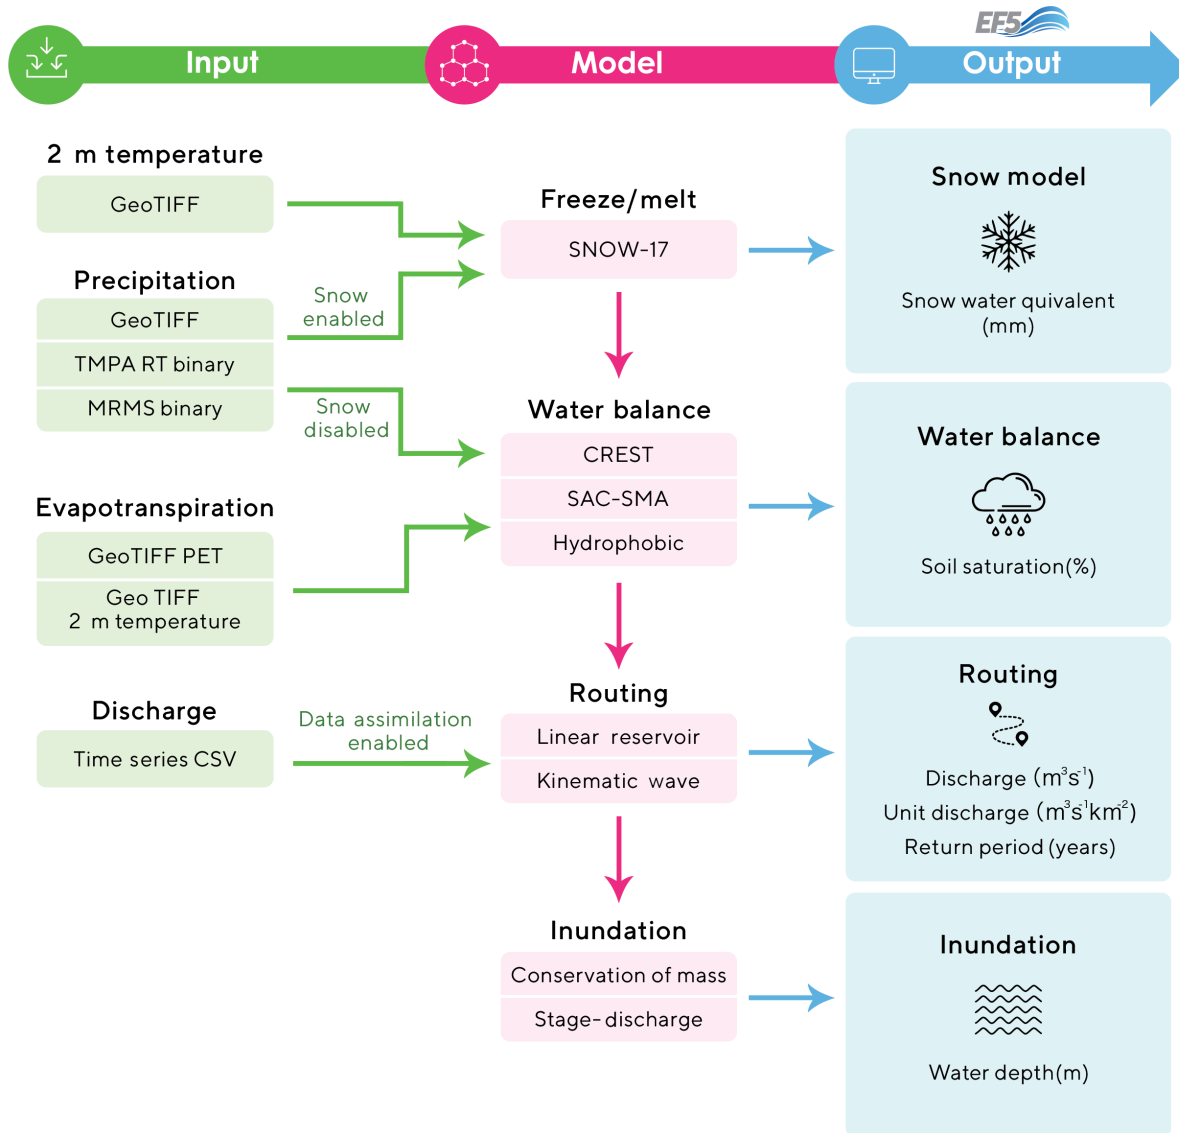 EF5
Input
Model
Output
2 m temperature
GeoTIFF
Precipitation
GeoTIFF
TMPA RT binary
MRMS binary
Snow
enabled
Snow
disabled
Evapotranspiration
GeoTIFF PET
Geo TIFF
2 m temperature
Discharge
Time series CSV
Data assimilation
enabled
Freeze/melt
SNOW-17
Water balance
CREST
SAC-SMA
Hydrophobic
Routing
Linear reservoir
Kinematic wave
Inundation
Conservation of mass
Stage-discharge
Snow model
Snow water quivalent
(mm)
Water balance
Soil saturation(%)
Routing
Discharge (m³s⁻¹)
Unit discharge (m³s⁻¹km⁻²)
Return period (years)
Inundation
Water depth(m)